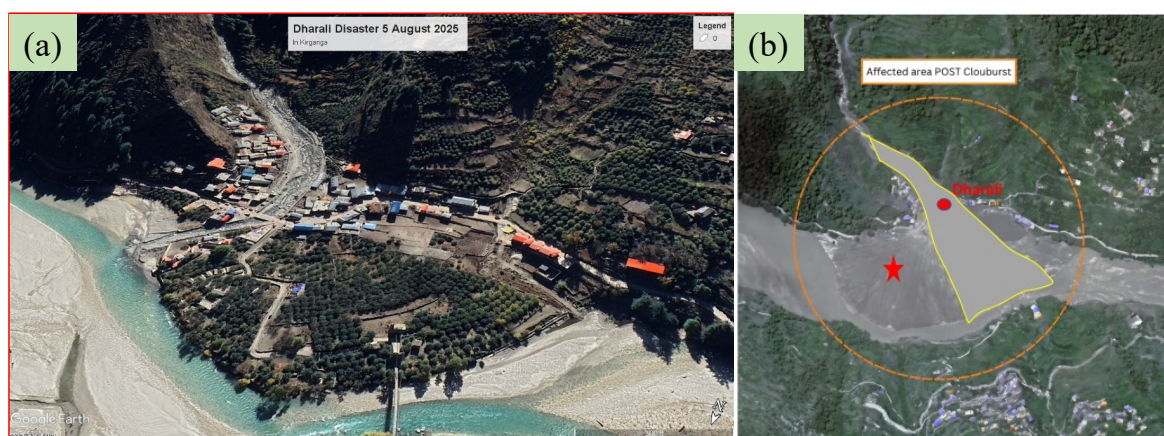 (a)
Dharali Disaster 5 August 2025
In Kirganga
Legend
0
Google Earth
N
(b)
Affected area POST Clouburst
Dharali